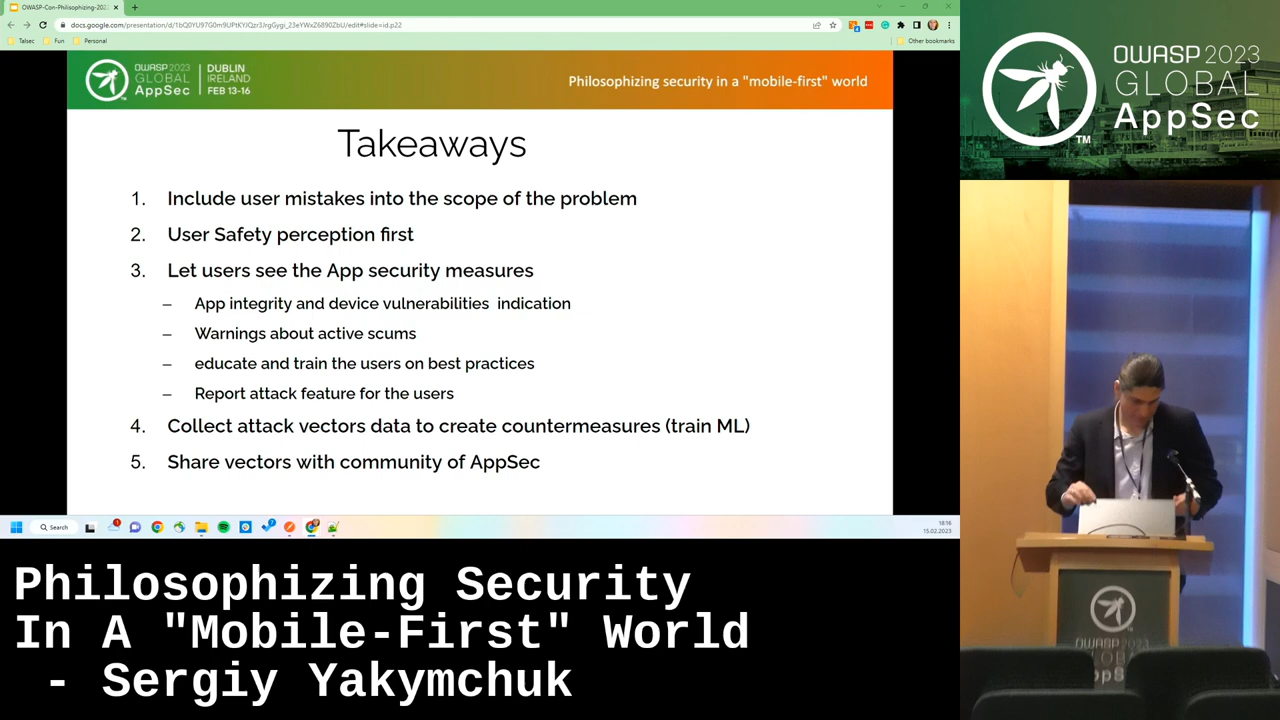 OWASP-Con-Philisophizing-202
docs.google.com/presentation/d/1bQ0YU97G0m9UPtKYJQzr3JrgGygi_23eYWxZ6890ZbU/edit#slide=id.p22
Talsec Fun Personal Other bookmarks
OWASP 2023
GLOBAL
AppSec
DUBLIN
IRELAND
FEB 13-16
Philosophizing security in a "mobile-first" world
Takeaways
1. Include user mistakes into the scope of the problem
2. User Safety perception first
3. Let users see the App security measures
– App integrity and device vulnerabilities indication
– Warnings about active scums
– educate and train the users on best practices
– Report attack feature for the users
4. Collect attack vectors data to create countermeasures (train ML)
5. Share vectors with community of AppSec
Search
18:16
15.02.2023
OWASP 2023
GLOBAL
AppSec
TM
Philosophizing Security
In A "Mobile-First" World
- Sergiy Yakymchuk